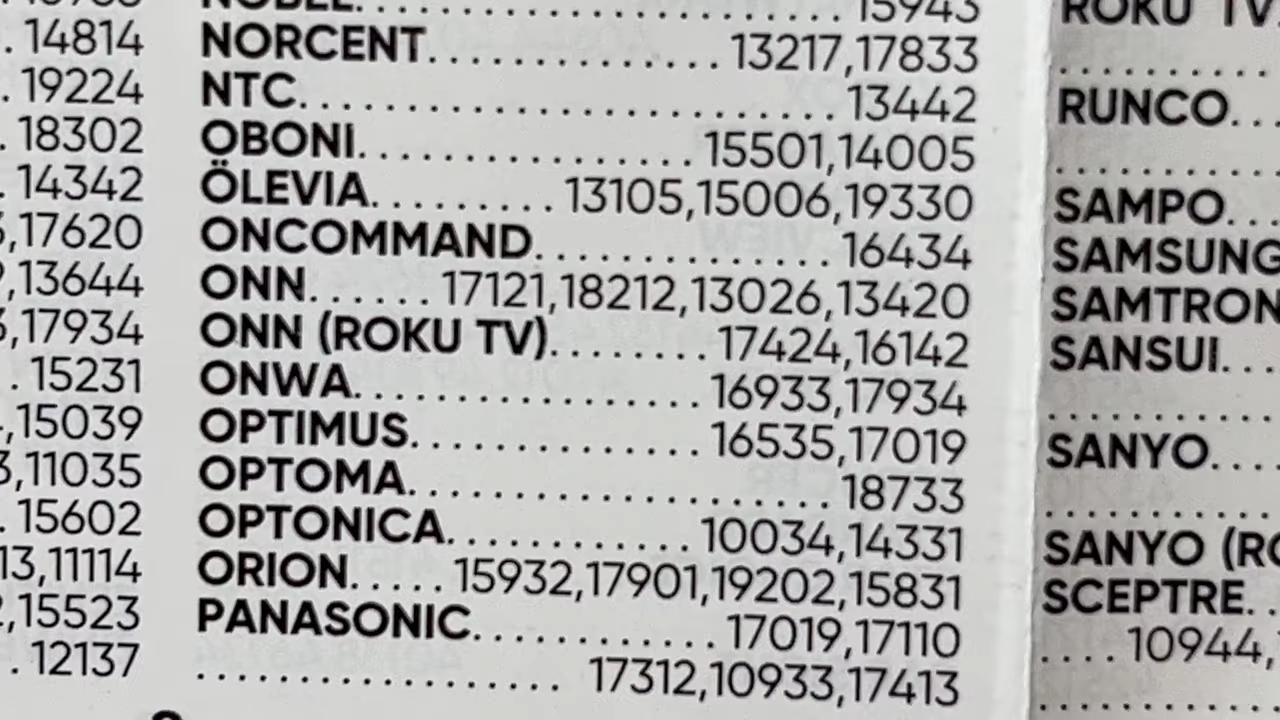 14814
19224
18302
14342
,17620
,13644
,17934
15231
,15039
,11035
15602
13,11114
,15523
12137
NOBEL 15943
NORCENT 13217,17833
NTC 13442
OBONI 15501,14005
ÖLEVIA 13105,15006,19330
ONCOMMAND 16434
ONN 17121,18212,13026,13420
ONN (ROKU TV) 17424,16142
ONWA 16933,17934
OPTIMUS 16535,17019
OPTOMA 18733
OPTONICA 10034,14331
ORION 15932,17901,19202,15831
PANASONIC 17019,17110
17312,10933,17413
ROKU TV
RUNCO
SAMPO
SAMSUNG
SAMTRON
SANSUI
SANYO
SANYO (RO
SCEPTRE
10944,